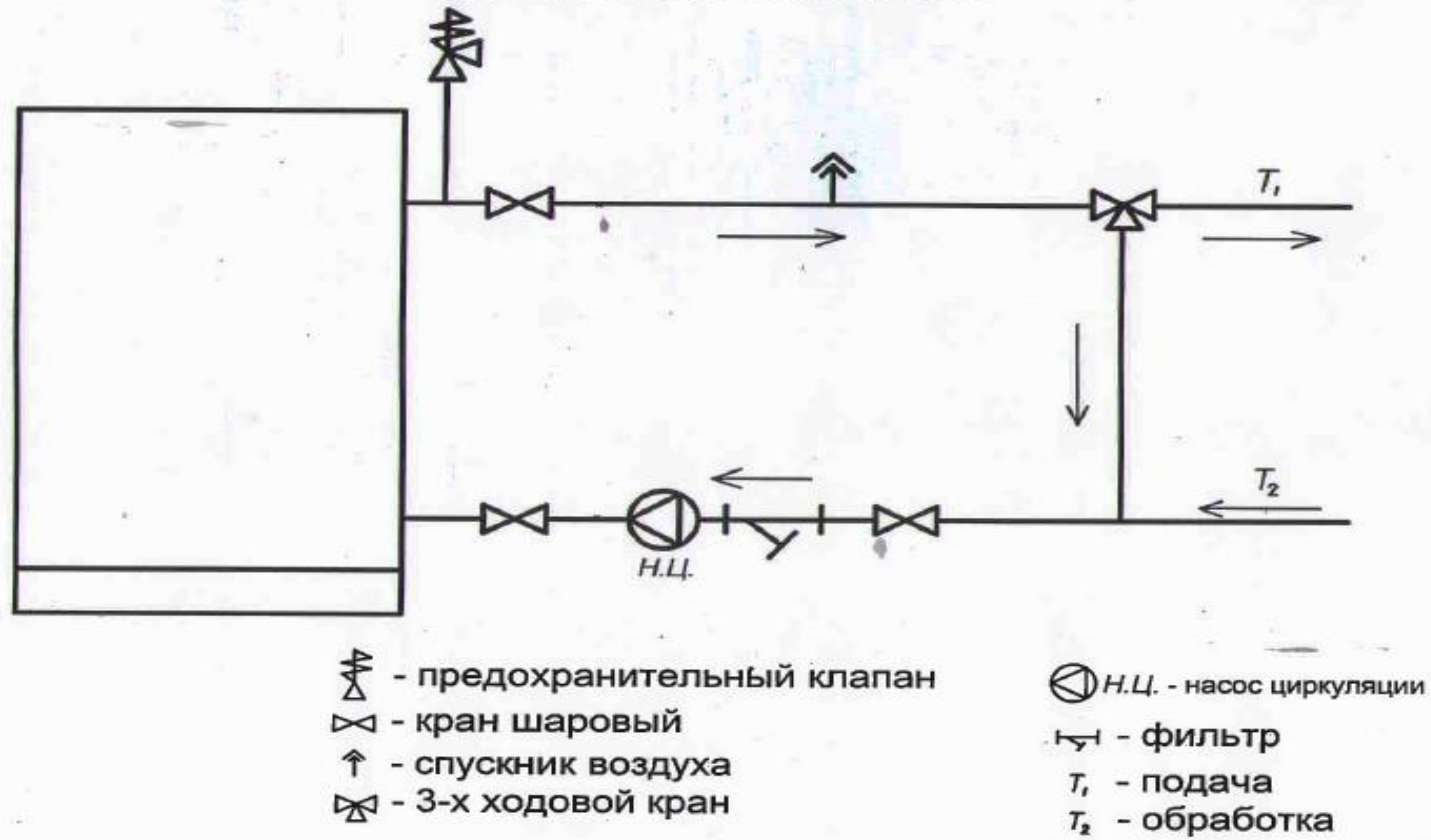 T₁
T₂
Н.Ц.
- предохранительный клапан
- кран шаровый
- спускник воздуха
- 3-х ходовой кран
Н.Ц. - насос циркуляции
- фильтр
T₁ - подача
T₂ - обработка